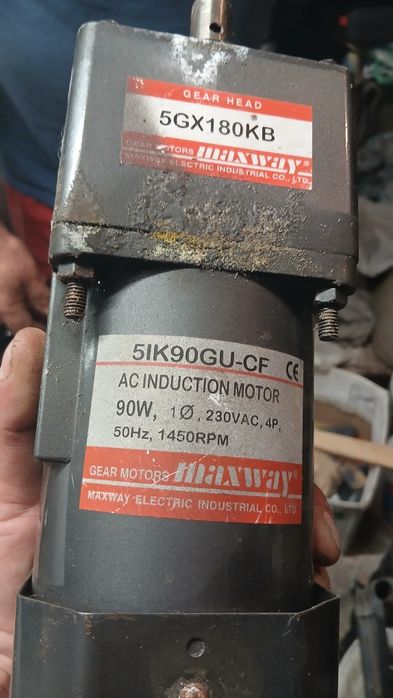 GEAR HEAD
5GX180KB
GEAR MOTORS maxway®
MAXWAY ELECTRIC INDUSTRIAL CO., LTD.
5IK90GU-CF CE
AC INDUCTION MOTOR
90W, 1Ø, 230VAC, 4P,
50Hz, 1450RPM
GEAR MOTORS maxway®
MAXWAY ELECTRIC INDUSTRIAL CO., LTD.